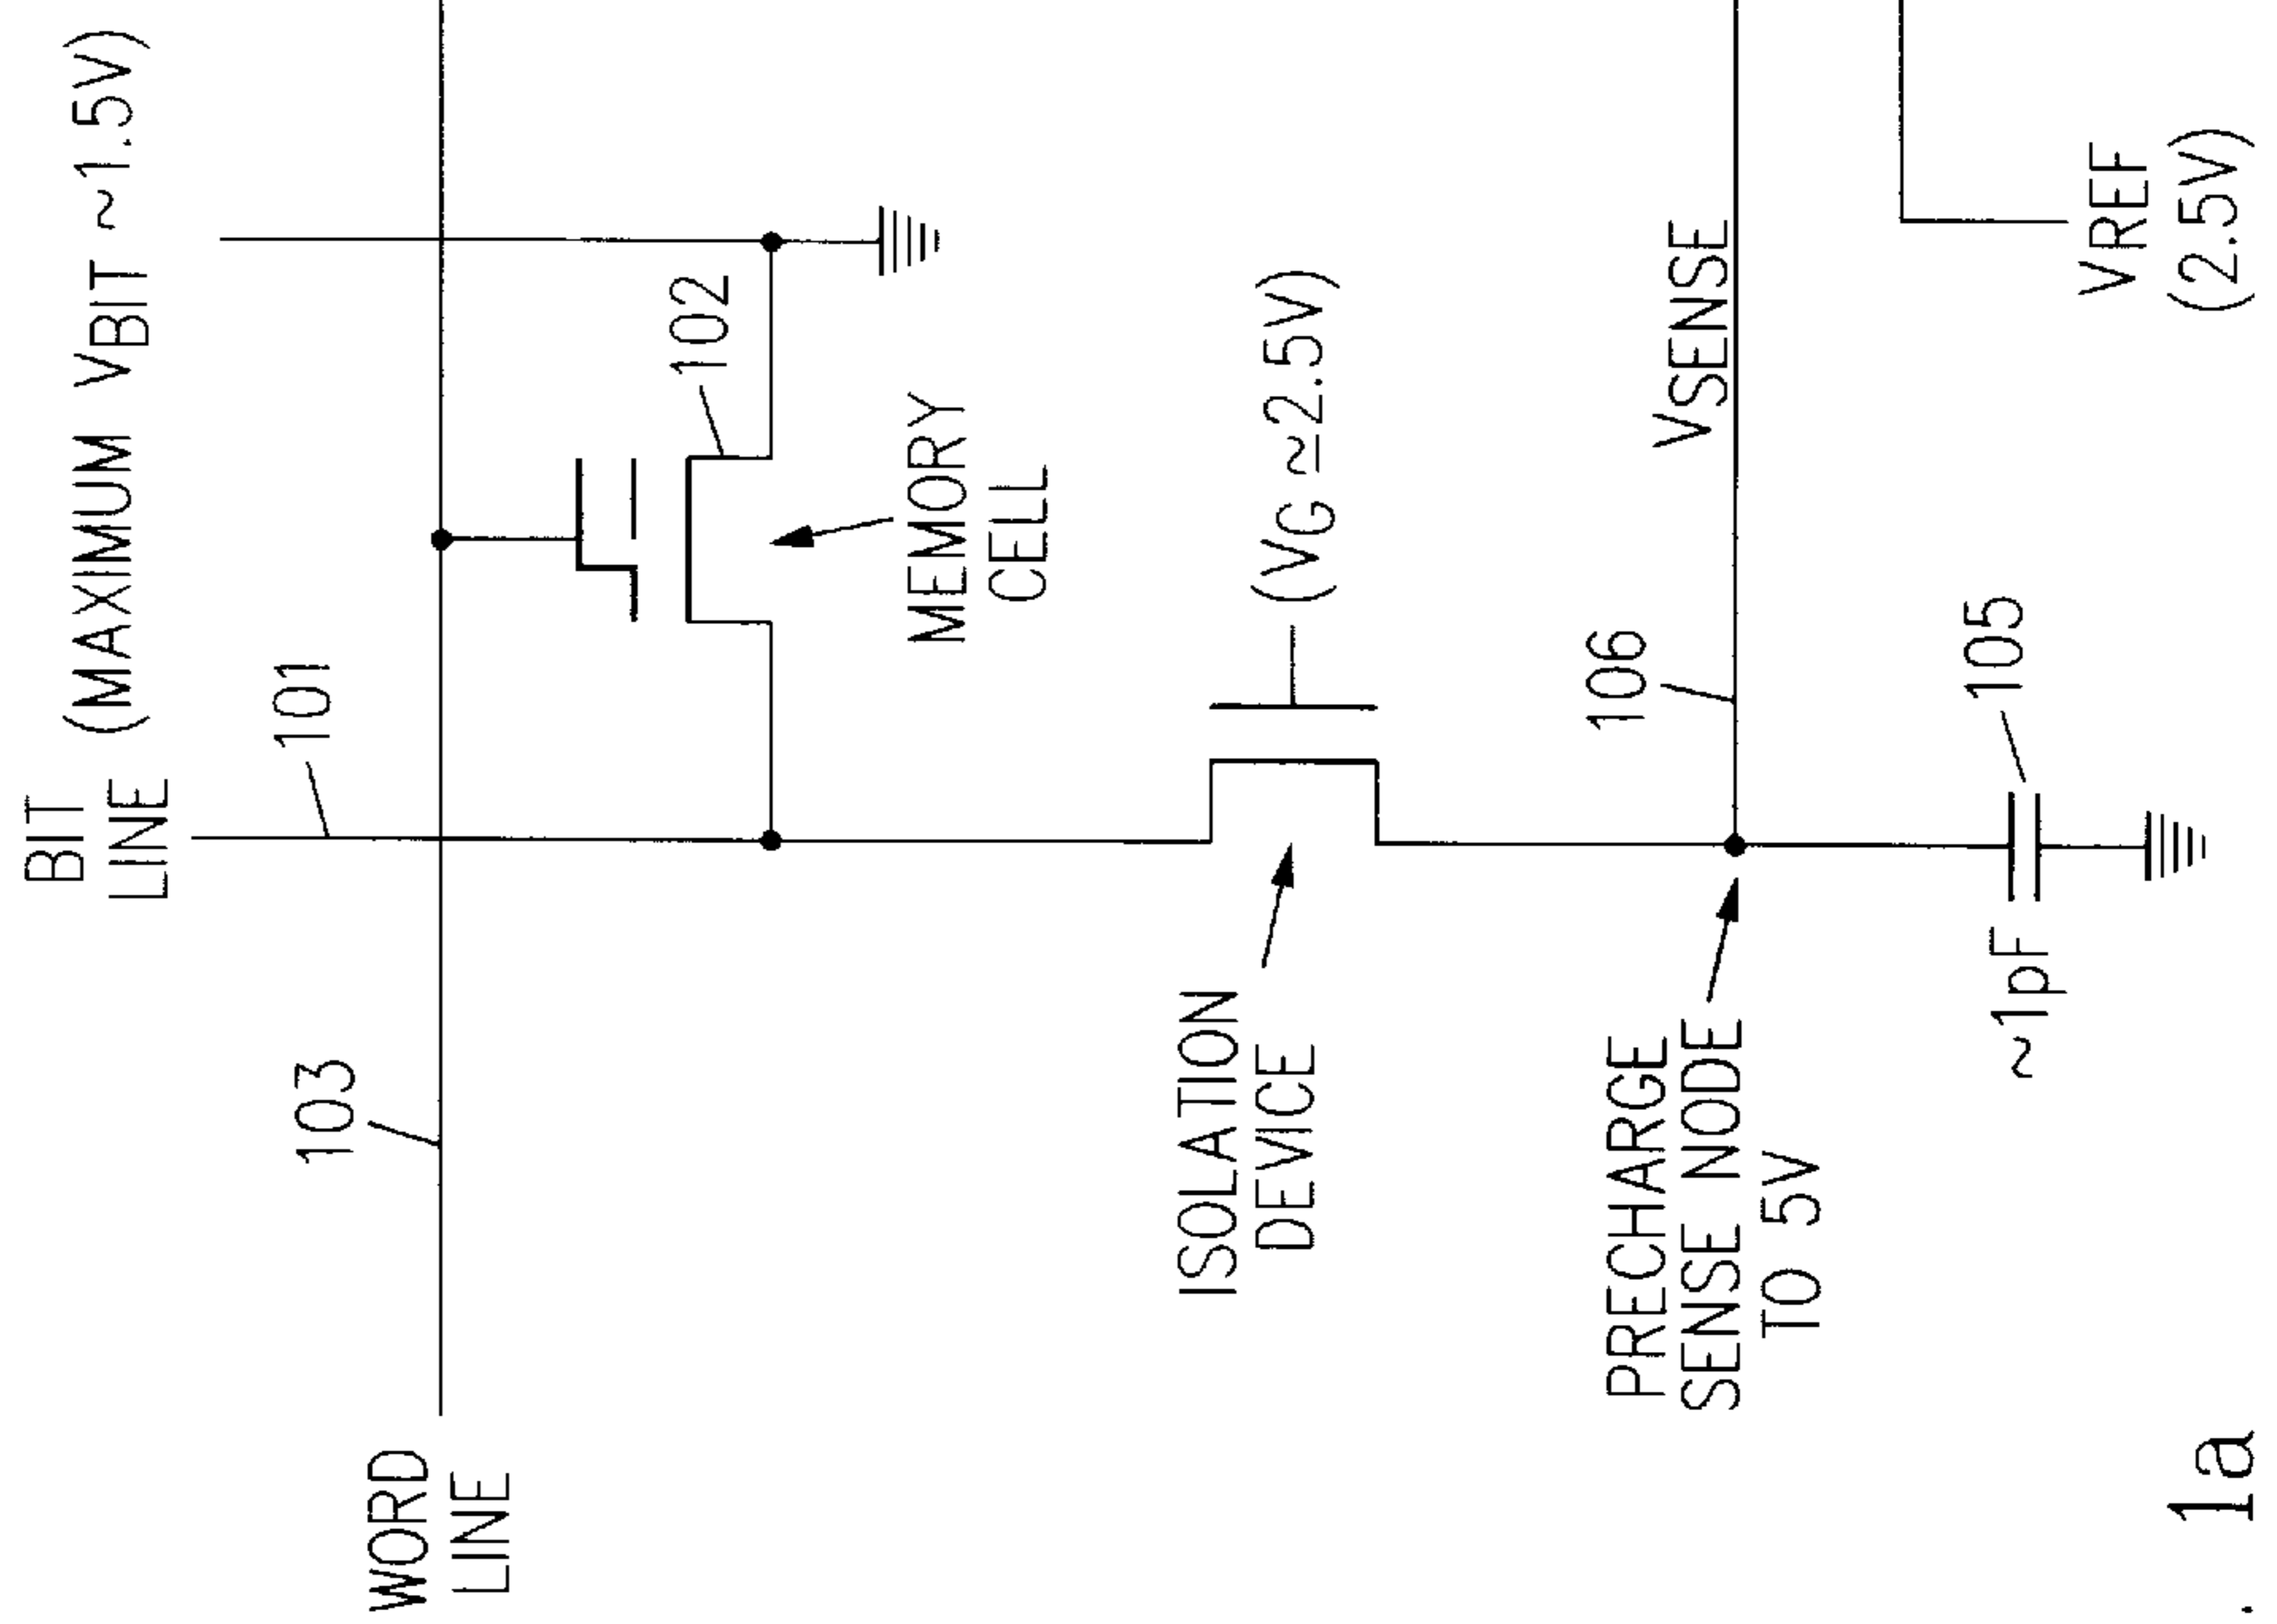 BIT
LINE (MAXIMUM VBIT ~1.5V)
101
103
WORD
LINE
102
MEMORY
CELL
(VG ≃2.5V)
ISOLATION
DEVICE
VSENSE
106
PRECHARGE
SENSE NODE
TO 5V
~1pF
105
VREF
(2.5V)
. 1a